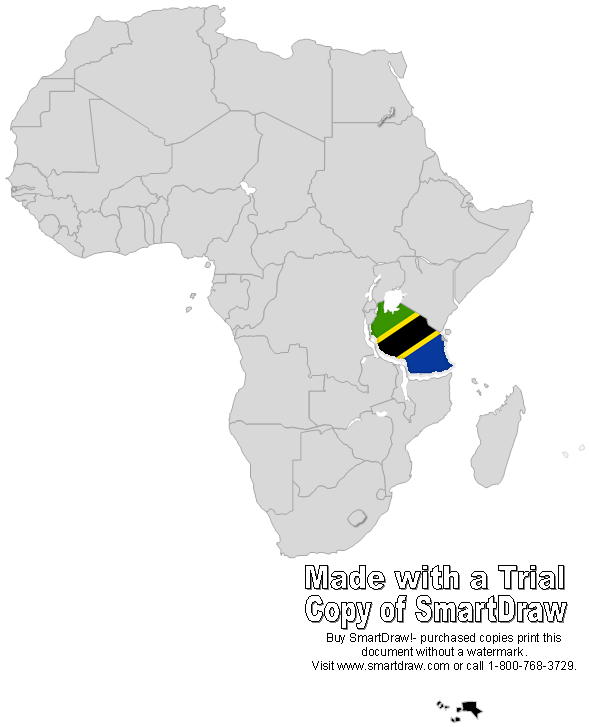 Made with a Trial
Copy of SmartDraw
Buy SmartDraw!- purchased copies print this
document without a watermark.
Visit www.smartdraw.com or call 1-800-768-3729.